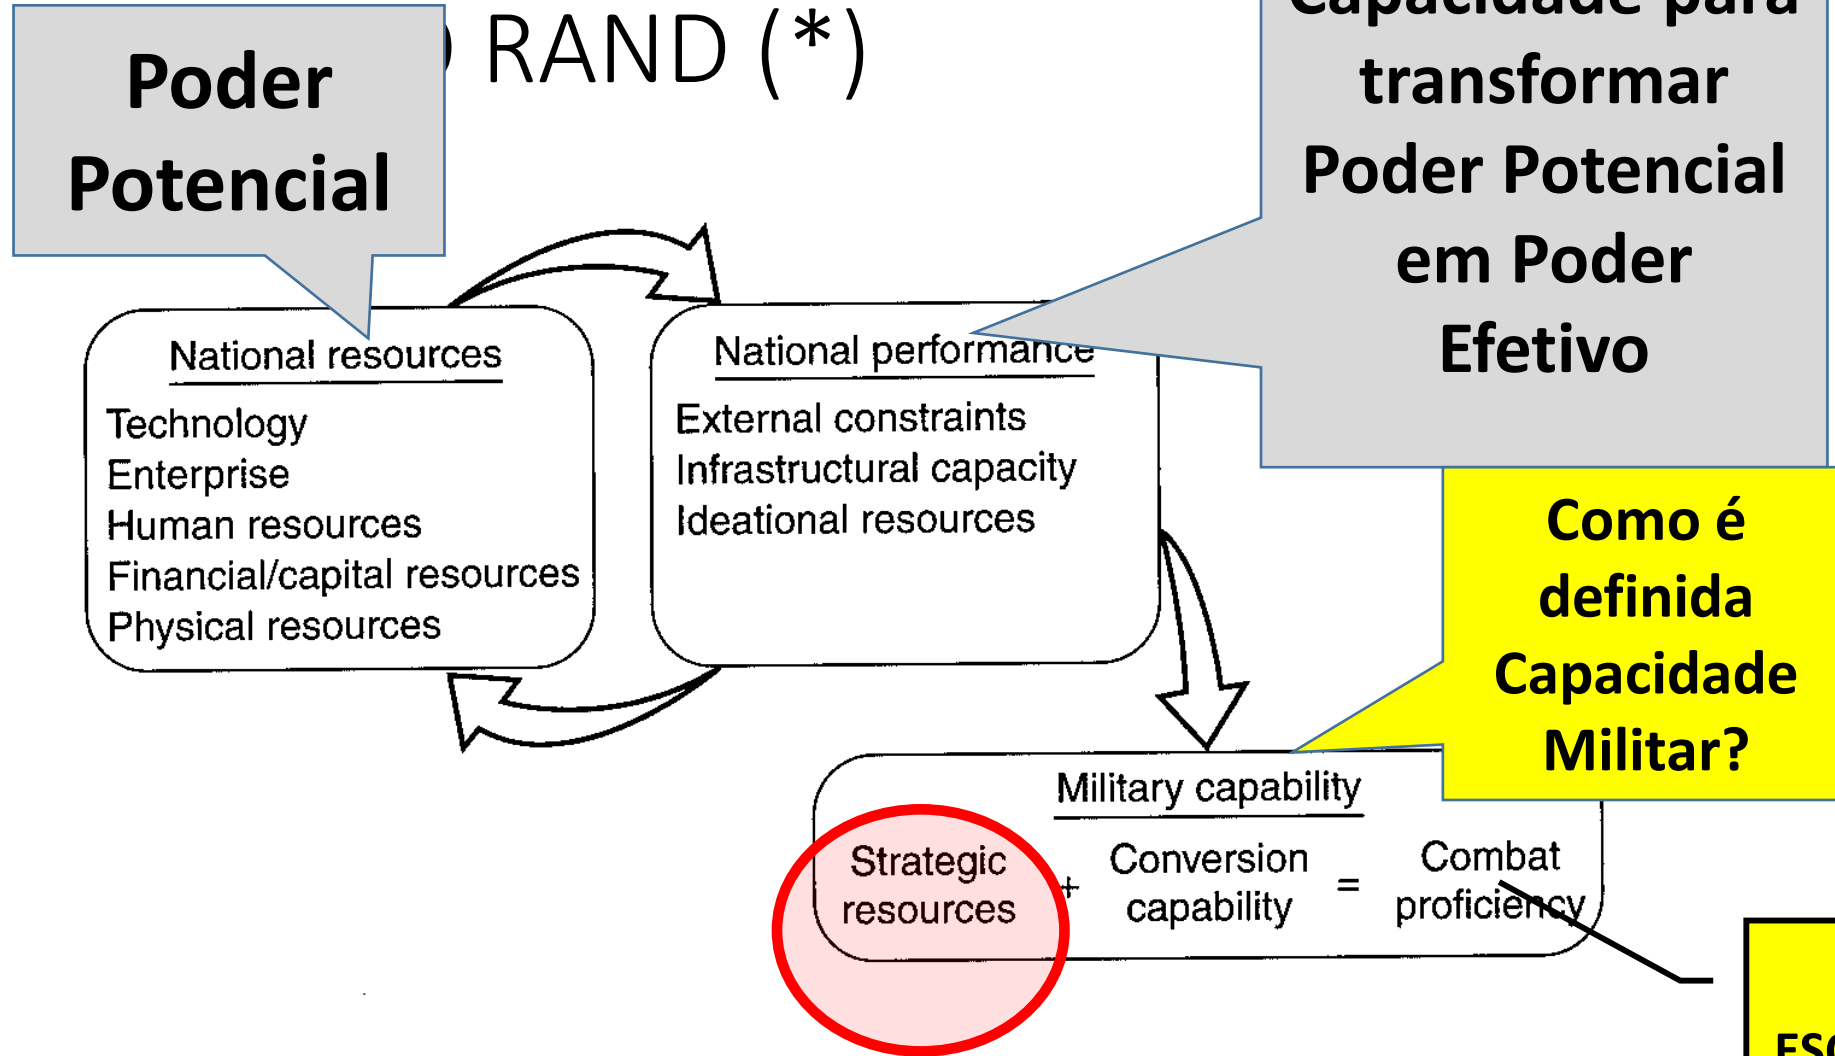 RAND (*)
Poder
Potencial
Capacidade para
transformar
Poder Potencial
em Poder
Efetivo
National resources
Technology
Enterprise
Human resources
Financial/capital resources
Physical resources
National performance
External constraints
Infrastructural capacity
Ideational resources
Como é
definida
Capacidade
Militar?
Military capability
Strategic
resources
+
Conversion
capability
=
Combat
proficiency